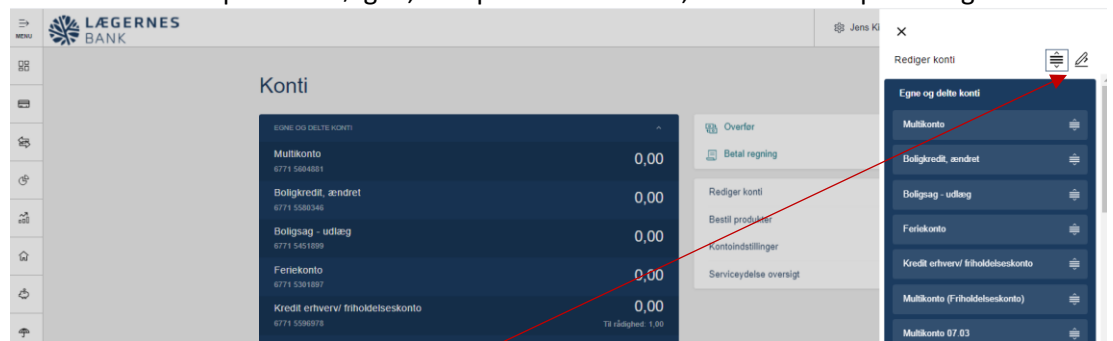 MENU
LÆGERNES
BANK
Jens Ki
Rediger konti
Konti
EGNE OG DELTE KONTI
Multikonto
6771 5604881
0,00
Boligkredit, ændret
6771 5580346
0,00
Boligsag - udlæg
6771 5451899
0,00
Feriekonto
6771 5301897
0,00
Kredit erhverv/ friholdelseskonto
6771 5596978
0,00
Til rådighed: 1,00
Overfør
Betal regning
Rediger konti
Bestil produkter
Kontoindstillinger
Serviceydelse oversigt
Egne og delte konti
Multikonto
Boligkredit, ændret
Boligsag - udlæg
Feriekonto
Kredit erhverv/ friholdelseskonto
Multikonto (Friholdelseskonto)
Multikonto 07.03